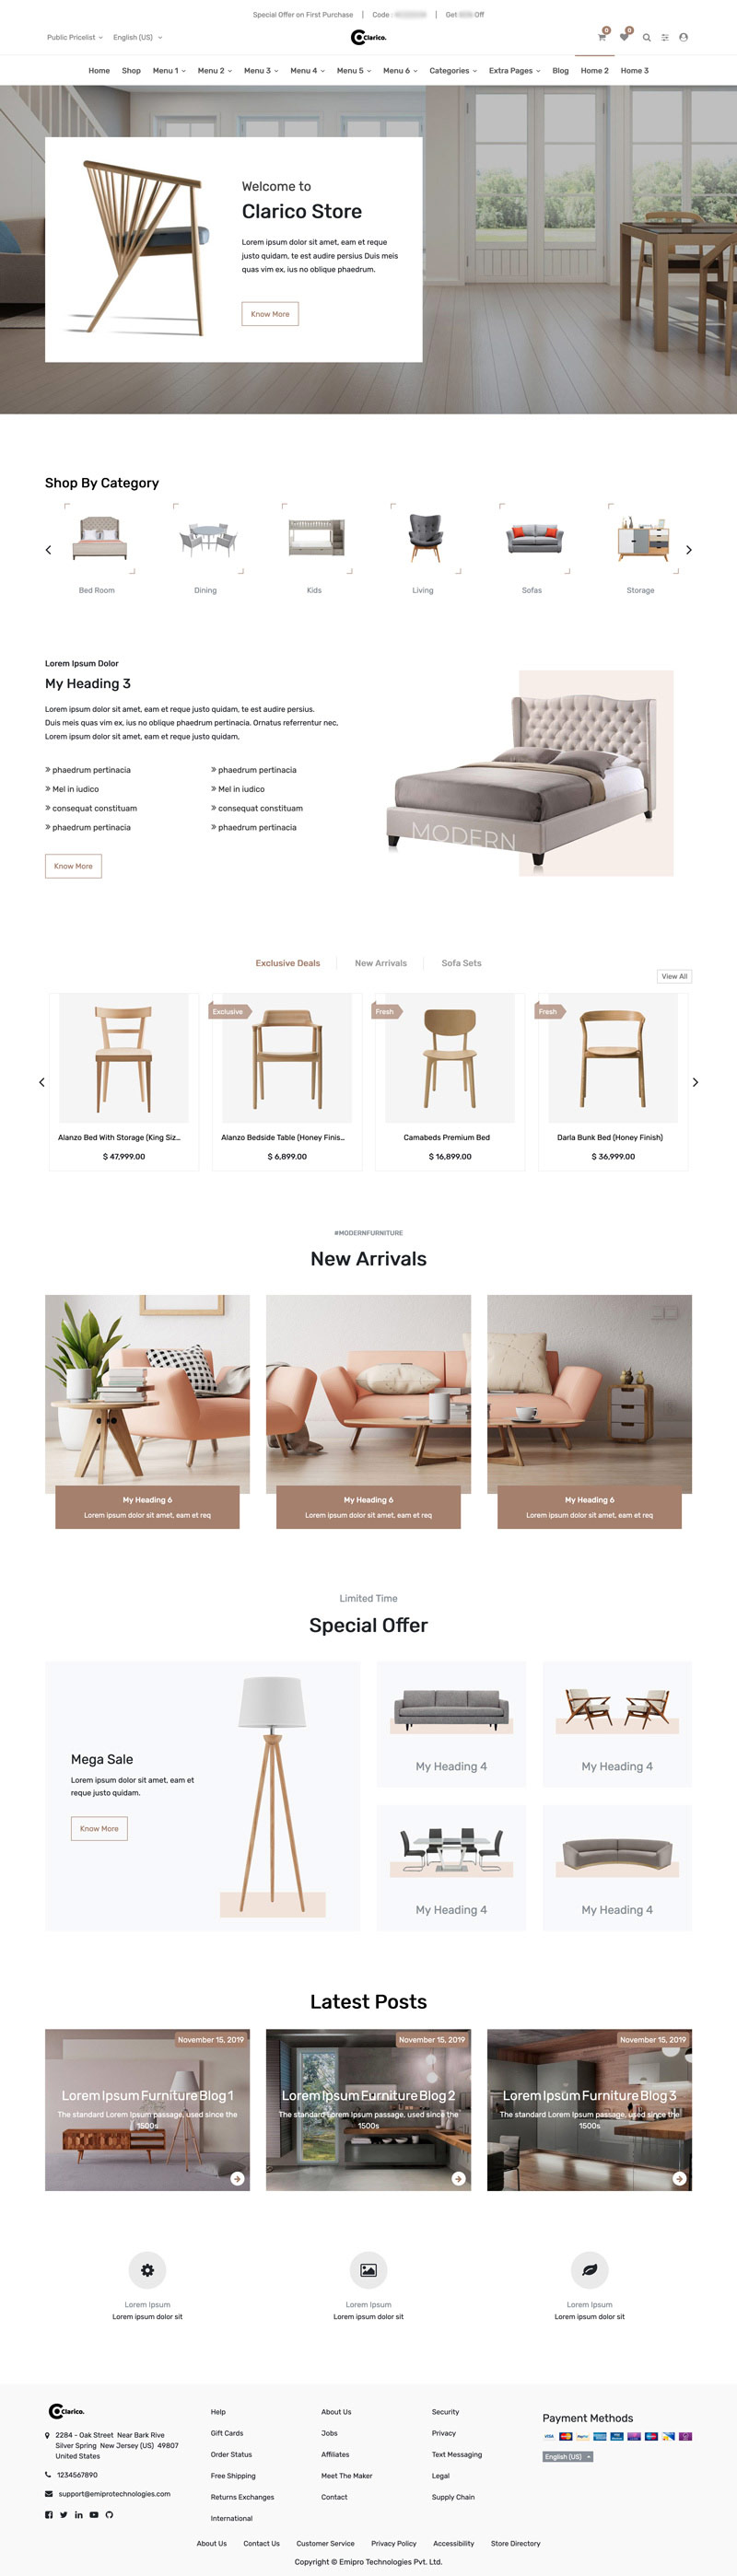 Special Offer on First Purchase | Code : | Get Off
Public Pricelist English (US)
Clarico.
0 0
Home Shop Menu 1 Menu 2 Menu 3 Menu 4 Menu 5 Menu 6 Categories Extra Pages Blog Home 2 Home 3
Welcome to
Clarico Store
Lorem ipsum dolor sit amet, eam et reque
justo quidam, te est audire persius Duis meis
quas vim ex, ius no oblique phaedrum.
Know More
Shop By Category
Bed Room Dining Kids Living Sofas Storage
Lorem Ipsum Dolor
My Heading 3
Lorem ipsum dolor sit amet, eam et reque justo quidam, te est audire persius.
Duis meis quas vim ex, ius no oblique phaedrum pertinacia. Ornatus referrentur nec,
Lorem ipsum dolor sit amet, eam et reque justo quidam,
» phaedrum pertinacia » phaedrum pertinacia
» Mel in iudico » Mel in iudico
» consequat constituam » consequat constituam
» phaedrum pertinacia » phaedrum pertinacia
MODERN
Know More
Exclusive Deals New Arrivals Sofa Sets
View All
Exclusive Fresh Fresh
Alanzo Bed With Storage (King Siz... Alanzo Bedside Table (Honey Finis... Camabeds Premium Bed Darla Bunk Bed (Honey Finish)
$ 47,999.00 $ 6,899.00 $ 16,899.00 $ 36,999.00
#MODERNFURNITURE
New Arrivals
My Heading 6 My Heading 6 My Heading 6
Lorem ipsum dolor sit amet, eam et req Lorem ipsum dolor sit amet, eam et req Lorem ipsum dolor sit amet, eam et req
Limited Time
Special Offer
Mega Sale
Lorem ipsum dolor sit amet, eam et
reque justo quidam.
Know More
My Heading 4 My Heading 4
My Heading 4 My Heading 4
Latest Posts
November 15, 2019 November 15, 2019 November 15, 2019
Lorem Ipsum Furniture Blog 1 Lorem Ipsum Furniture Blog 2 Lorem Ipsum Furniture Blog 3
The standard Lorem Ipsum passage, used since the The standard Lorem Ipsum passage, used since the The standard Lorem Ipsum passage, used since the
1500s 1500s 1500s
Lorem Ipsum Lorem Ipsum Lorem Ipsum
Lorem ipsum dolor sit Lorem ipsum dolor sit Lorem ipsum dolor sit
Clarico.
2284 - Oak Street Near Bark Rive
Silver Spring New Jersey (US) 49807
United States
1234567890
support@emiprotechnologies.com
Help
Gift Cards
Order Status
Free Shipping
Returns Exchanges
International
About Us
Jobs
Affiliates
Meet The Maker
Contact
Security
Privacy
Text Messaging
Legal
Supply Chain
Payment Methods
VISA
English (US)
About Us Contact Us Customer Service Privacy Policy Accessibility Store Directory
Copyright © Emipro Technologies Pvt. Ltd.